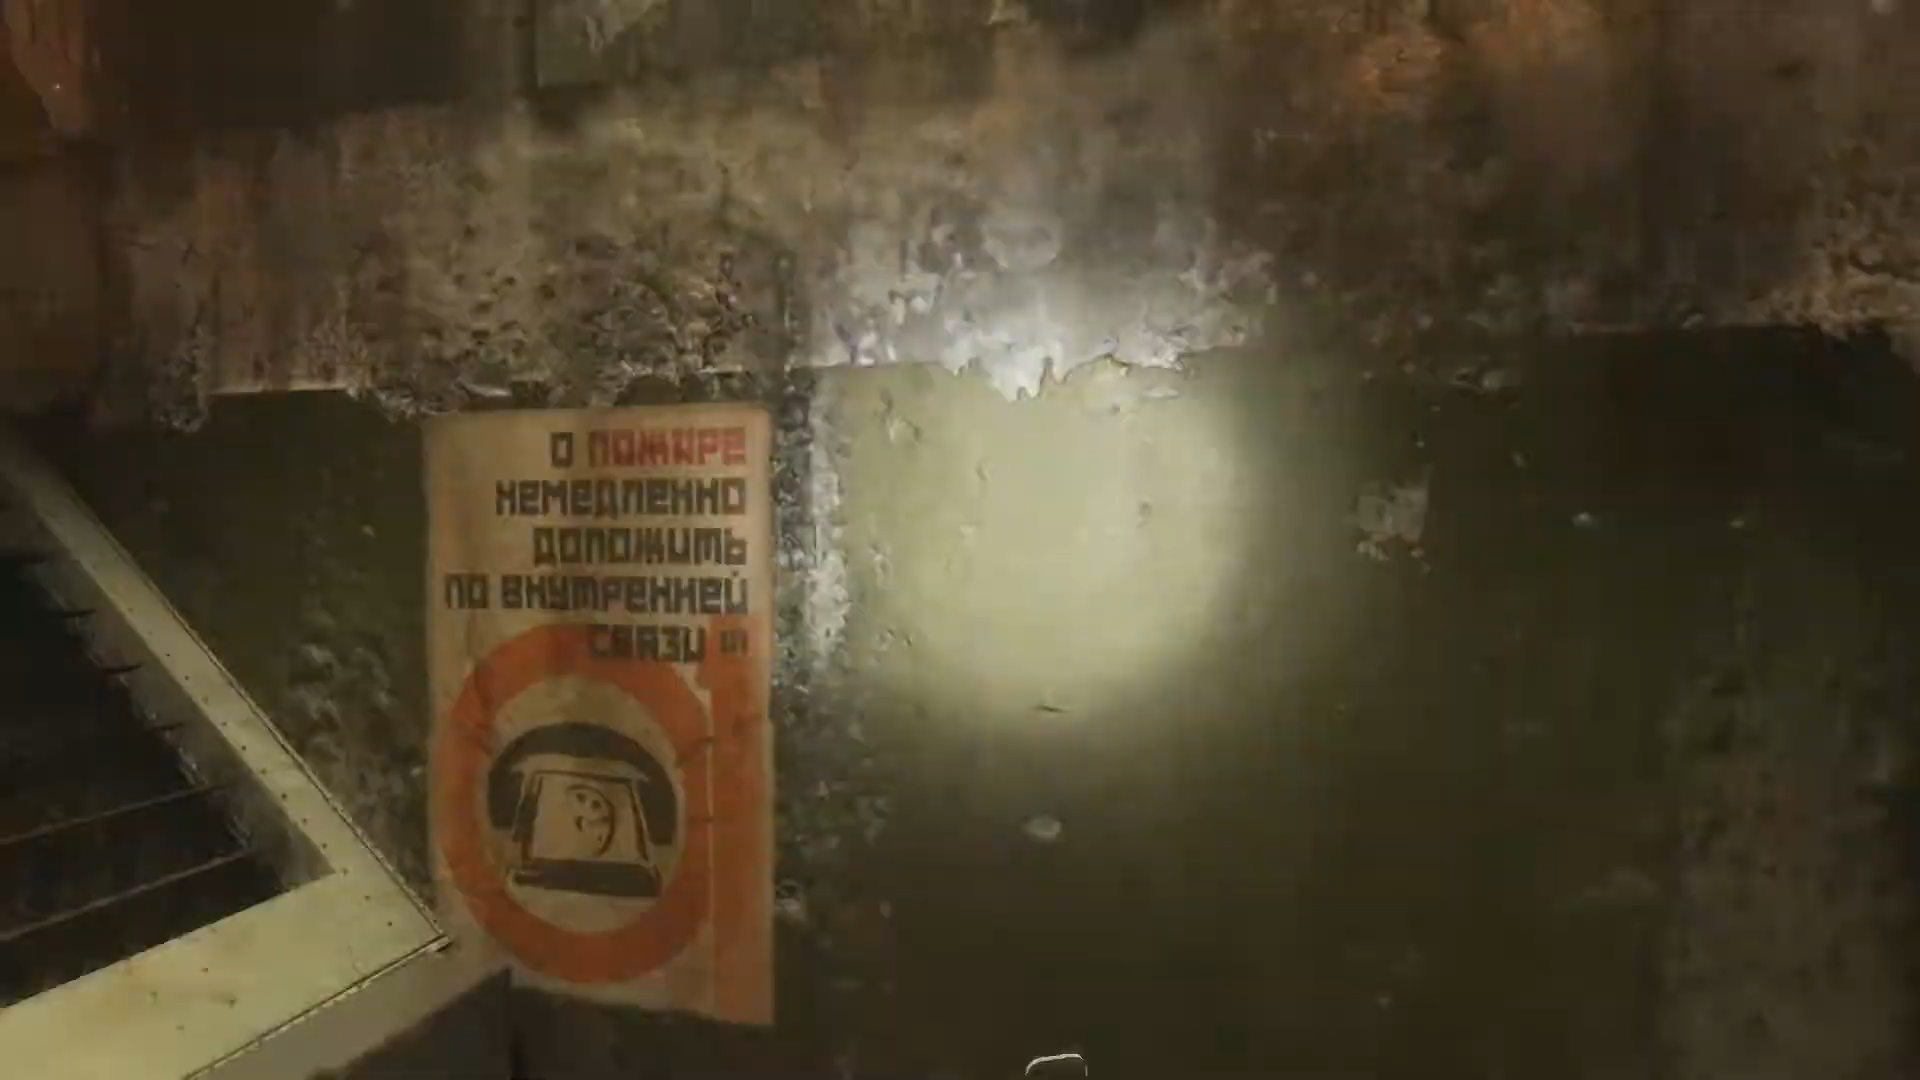 О ПОЖАРЕ
НЕМЕДЛЕННО
ДОЛОЖИТЬ
ПО ВНУТРЕННЕЙ
СВЯЗИ